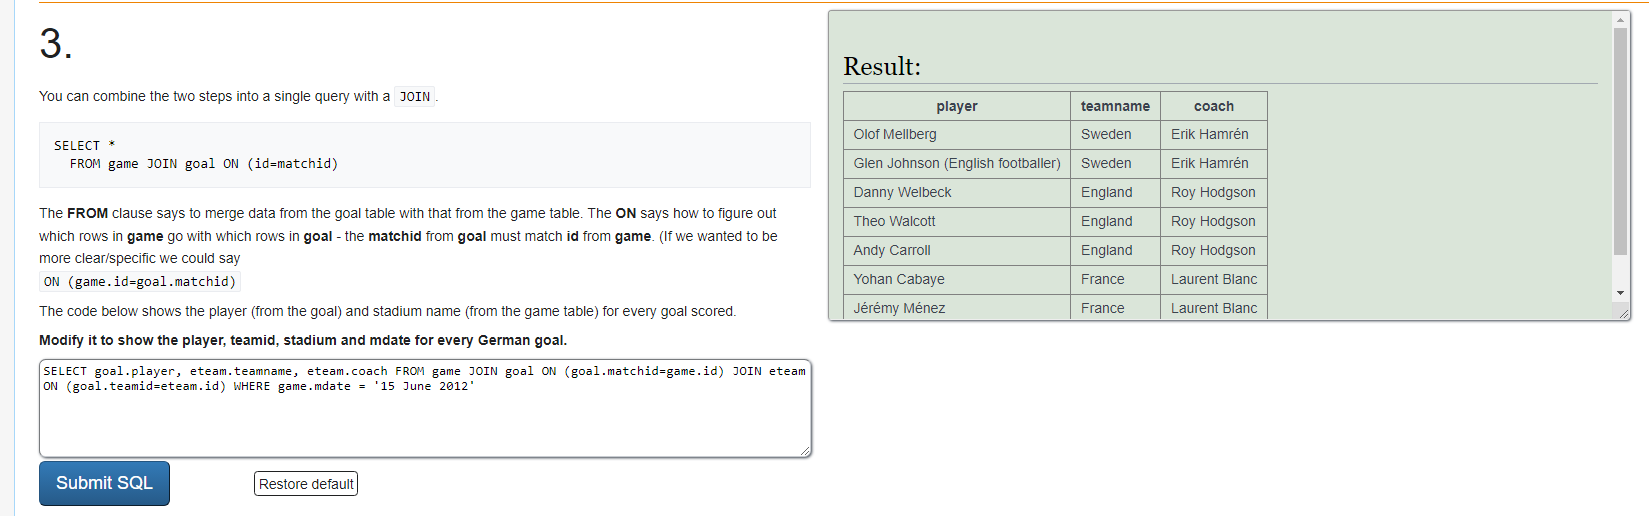 3.
You can combine the two steps into a single query with a JOIN.
SELECT *
FROM game JOIN goal ON (id=matchid)
The FROM clause says to merge data from the goal table with that from the game table. The ON says how to figure out
which rows in game go with which rows in goal - the matchid from goal must match id from game. (If we wanted to be
more clear/specific we could say
ON (game.id=goal.matchid)
The code below shows the player (from the goal) and stadium name (from the game table) for every goal scored.
Modify it to show the player, teamid, stadium and mdate for every German goal.
SELECT goal.player, eteam.teamname, eteam.coach FROM game JOIN goal ON (goal.matchid=game.id) JOIN eteam
ON (goal.teamid=eteam.id) WHERE game.mdate = '15 June 2012'
Submit SQL Restore default
Result:
player teamname coach
Olof Mellberg Sweden Erik Hamrén
Glen Johnson (English footballer) Sweden Erik Hamrén
Danny Welbeck England Roy Hodgson
Theo Walcott England Roy Hodgson
Andy Carroll England Roy Hodgson
Yohan Cabaye France Laurent Blanc
Jérémy Ménez France Laurent Blanc